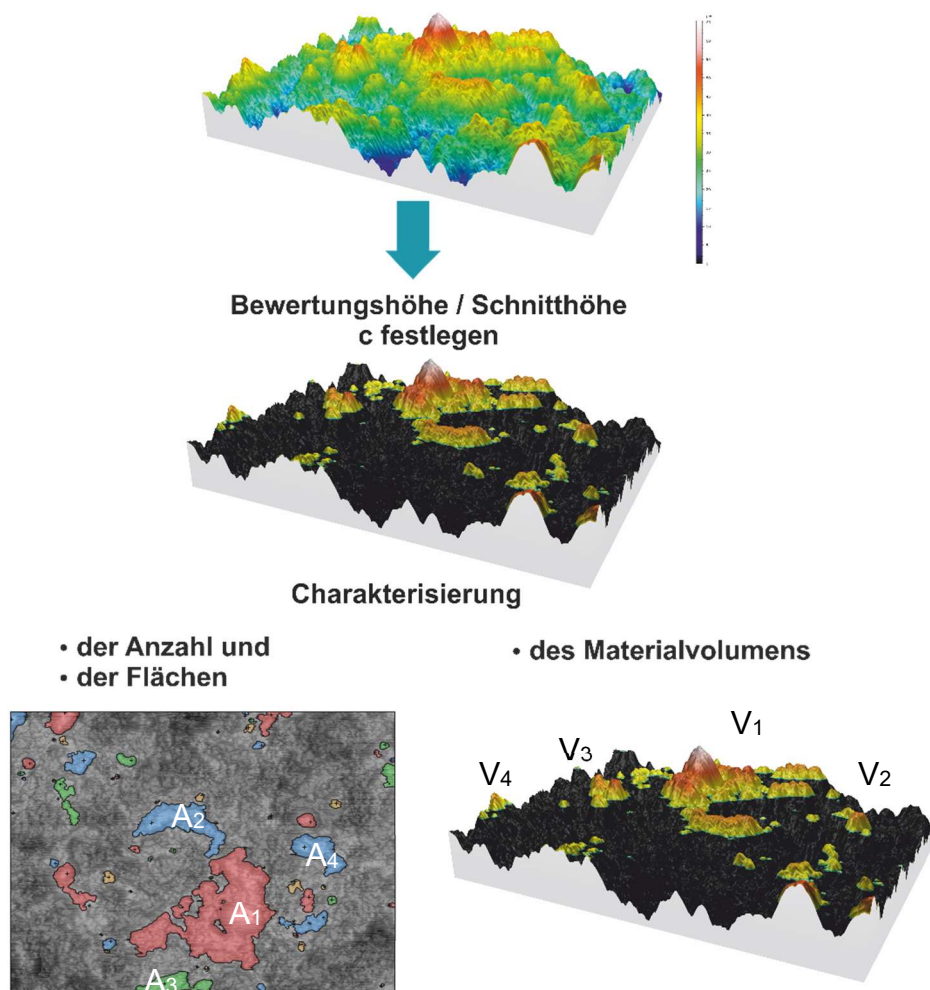 Bewertungshöhe / Schnitthöhe
c festlegen
Charakterisierung
• der Anzahl und
• der Flächen
• des Materialvolumens
A2
A4
A1
A3
V1
V3
V4
V2